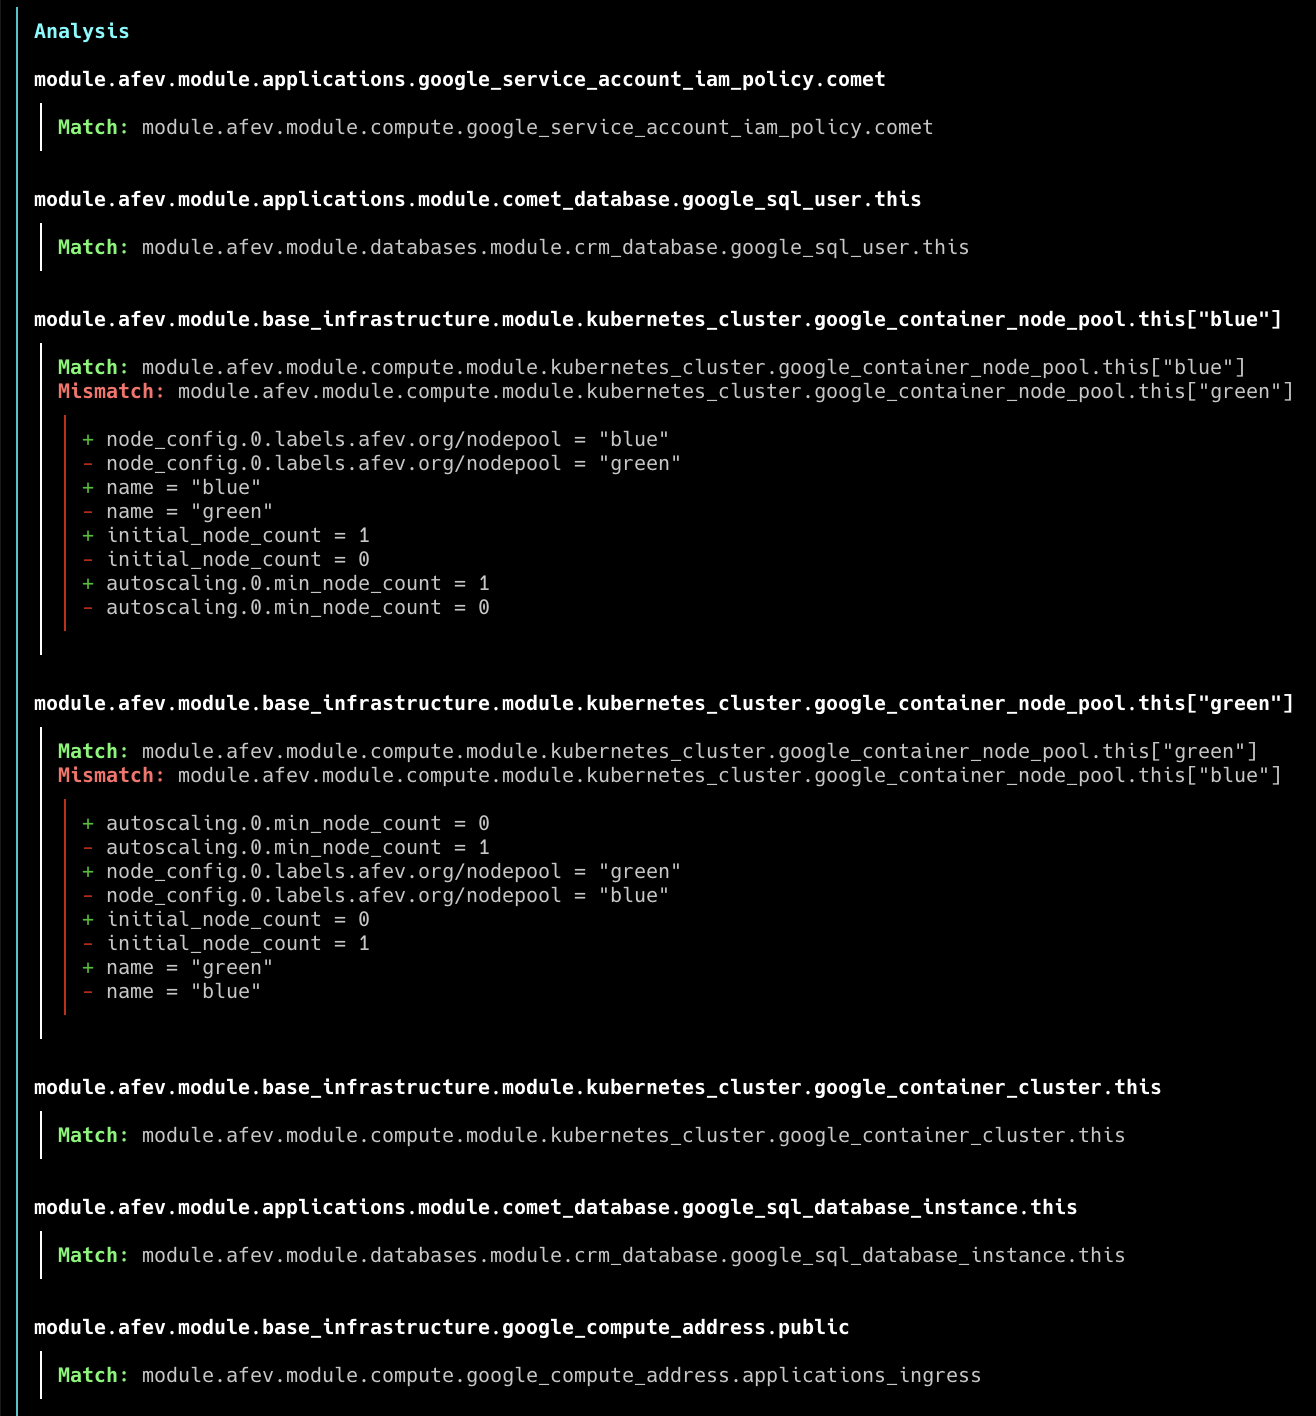 Analysis
module.afev.module.applications.google_service_account_iam_policy.comet
Match: module.afev.module.compute.google_service_account_iam_policy.comet
module.afev.module.applications.module.comet_database.google_sql_user.this
Match: module.afev.module.databases.module.crm_database.google_sql_user.this
module.afev.module.base_infrastructure.module.kubernetes_cluster.google_container_node_pool.this["blue"]
Match: module.afev.module.compute.module.kubernetes_cluster.google_container_node_pool.this["blue"]
Mismatch: module.afev.module.compute.module.kubernetes_cluster.google_container_node_pool.this["green"]
+ node_config.0.labels.afev.org/nodepool = "blue"
- node_config.0.labels.afev.org/nodepool = "green"
+ name = "blue"
- name = "green"
+ initial_node_count = 1
- initial_node_count = 0
+ autoscaling.0.min_node_count = 1
- autoscaling.0.min_node_count = 0
module.afev.module.base_infrastructure.module.kubernetes_cluster.google_container_node_pool.this["green"]
Match: module.afev.module.compute.module.kubernetes_cluster.google_container_node_pool.this["green"]
Mismatch: module.afev.module.compute.module.kubernetes_cluster.google_container_node_pool.this["blue"]
+ autoscaling.0.min_node_count = 0
- autoscaling.0.min_node_count = 1
+ node_config.0.labels.afev.org/nodepool = "green"
- node_config.0.labels.afev.org/nodepool = "blue"
+ initial_node_count = 0
- initial_node_count = 1
+ name = "green"
- name = "blue"
module.afev.module.base_infrastructure.module.kubernetes_cluster.google_container_cluster.this
Match: module.afev.module.compute.module.kubernetes_cluster.google_container_cluster.this
module.afev.module.applications.module.comet_database.google_sql_database_instance.this
Match: module.afev.module.databases.module.crm_database.google_sql_database_instance.this
module.afev.module.base_infrastructure.google_compute_address.public
Match: module.afev.module.compute.google_compute_address.applications_ingress